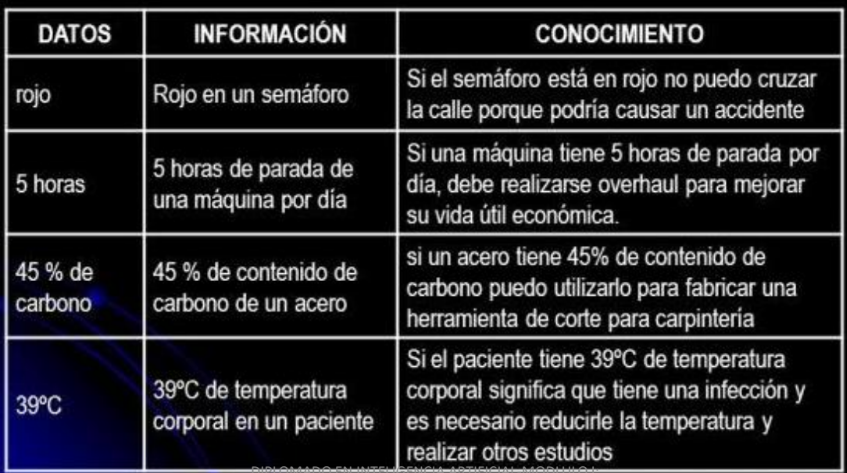 DATOS INFORMACIÓN CONOCIMIENTO
rojo
Rojo en un semáforo
Si el semáforo está en rojo no puedo cruzar
la calle porque podría causar un accidente
5 horas
5 horas de parada de
una máquina por día
Si una máquina tiene 5 horas de parada por
día, debe realizarse overhaul para mejorar
su vida útil económica.
45 % de
carbono
45 % de contenido de
carbono de un acero
si un acero tiene 45% de contenido de
carbono puedo utilizarlo para fabricar una
herramienta de corte para carpintería
39ºC
39ºC de temperatura
corporal en un paciente
Si el paciente tiene 39ºC de temperatura
corporal significa que tiene una infección y
es necesario reducirle la temperatura y
realizar otros estudios
DIPLOMADO EN INTELIGENCIA ARTIFICIAL MODULO I